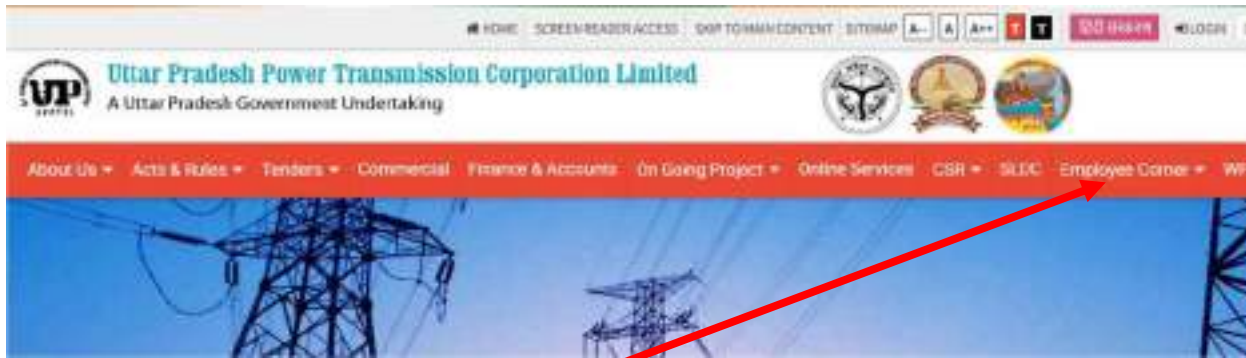 HOME SCREEN READER ACCESS SKIP TO MAIN CONTENT SITEMAP A- A A++ T T LOGIN
Uttar Pradesh Power Transmission Corporation Limited
UP
A Uttar Pradesh Government Undertaking
About Us Acts & Rules Tenders Commercial Finance & Accounts On Going Project Online Services CSR SLDC Employee Corner